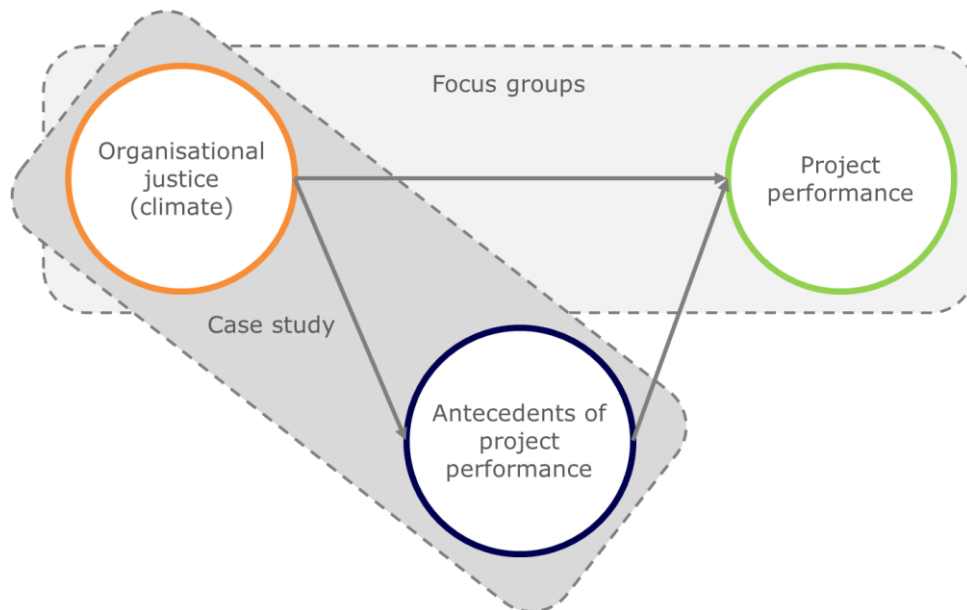 Focus groups
Organisational
justice
(climate)
Project
performance
Case study
Antecedents of
project
performance